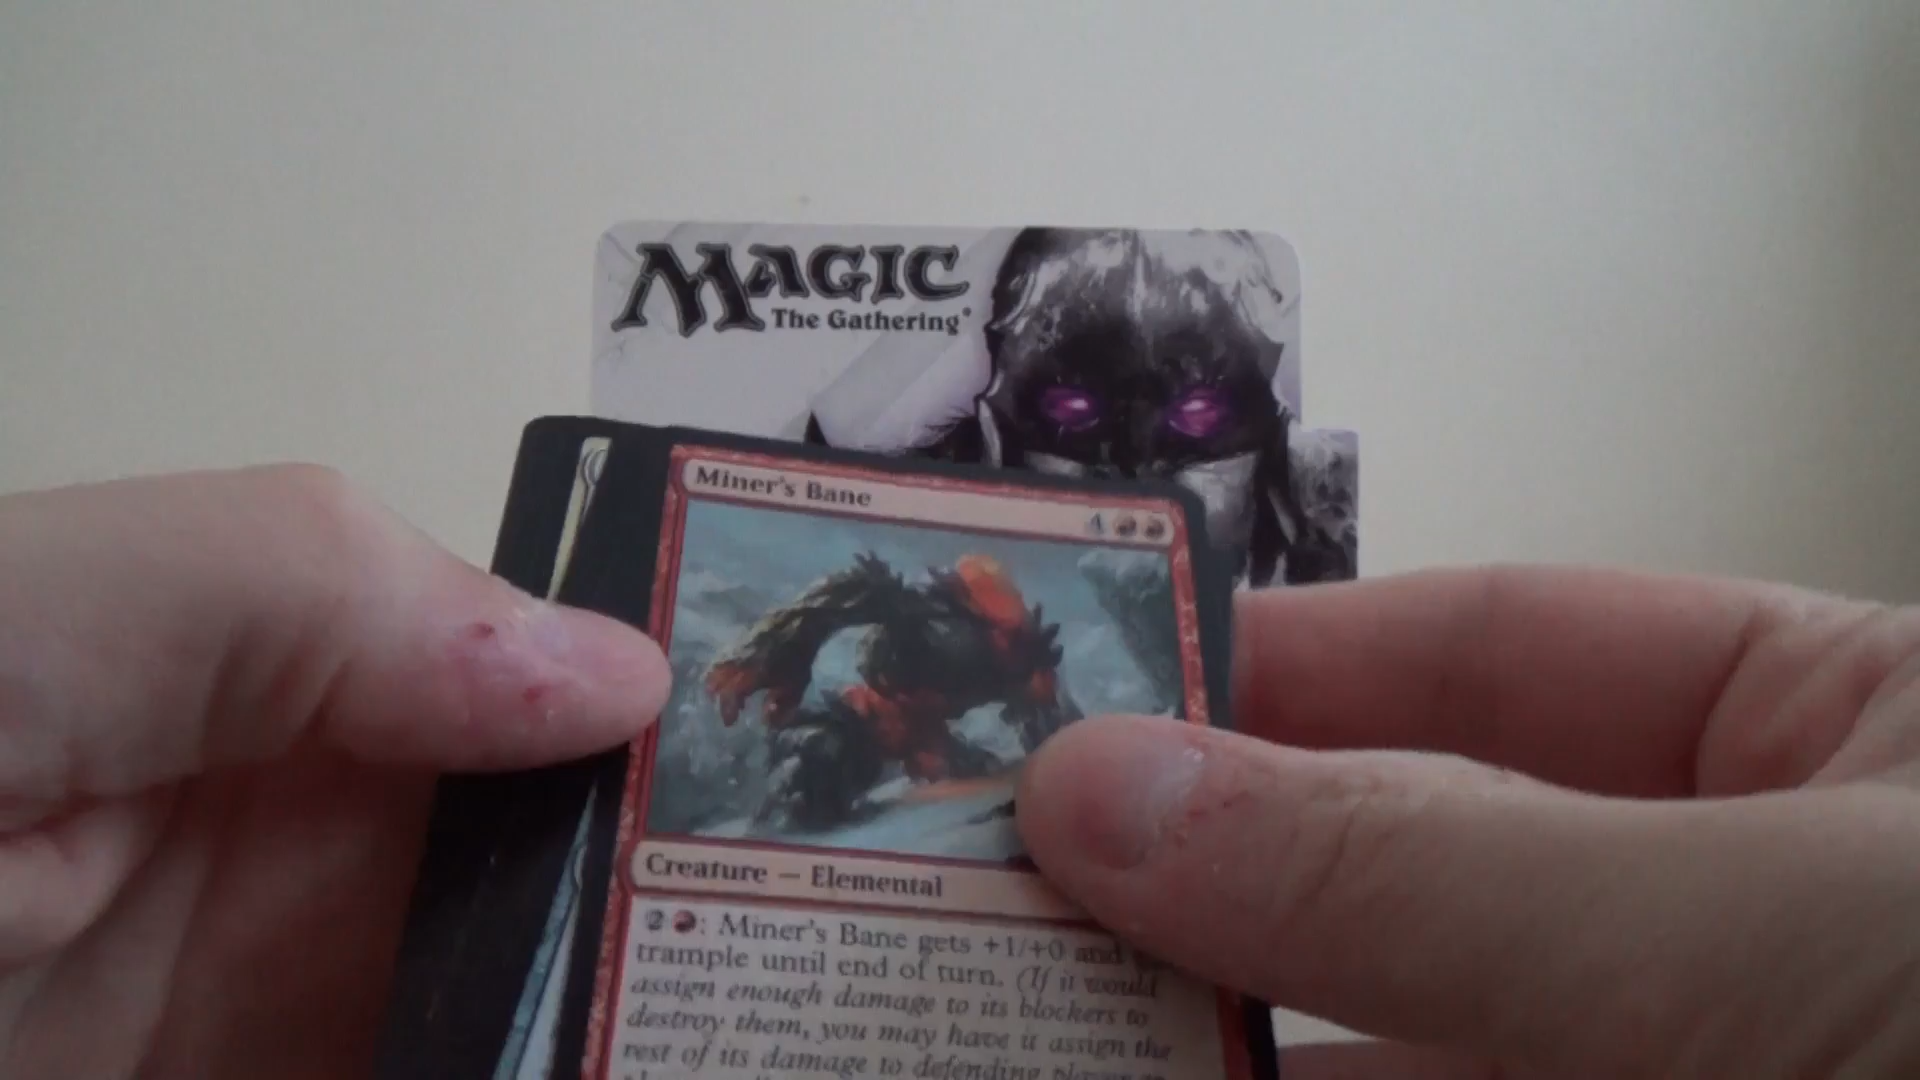 MAGIC
The Gathering®
Miner's Bane
4
Creature — Elemental
2: Miner's Bane gets +1/+0 and
trample until end of turn. (If it would
assign enough damage to its blockers to
destroy them, you may have it assign the
rest of its damage to defending player or